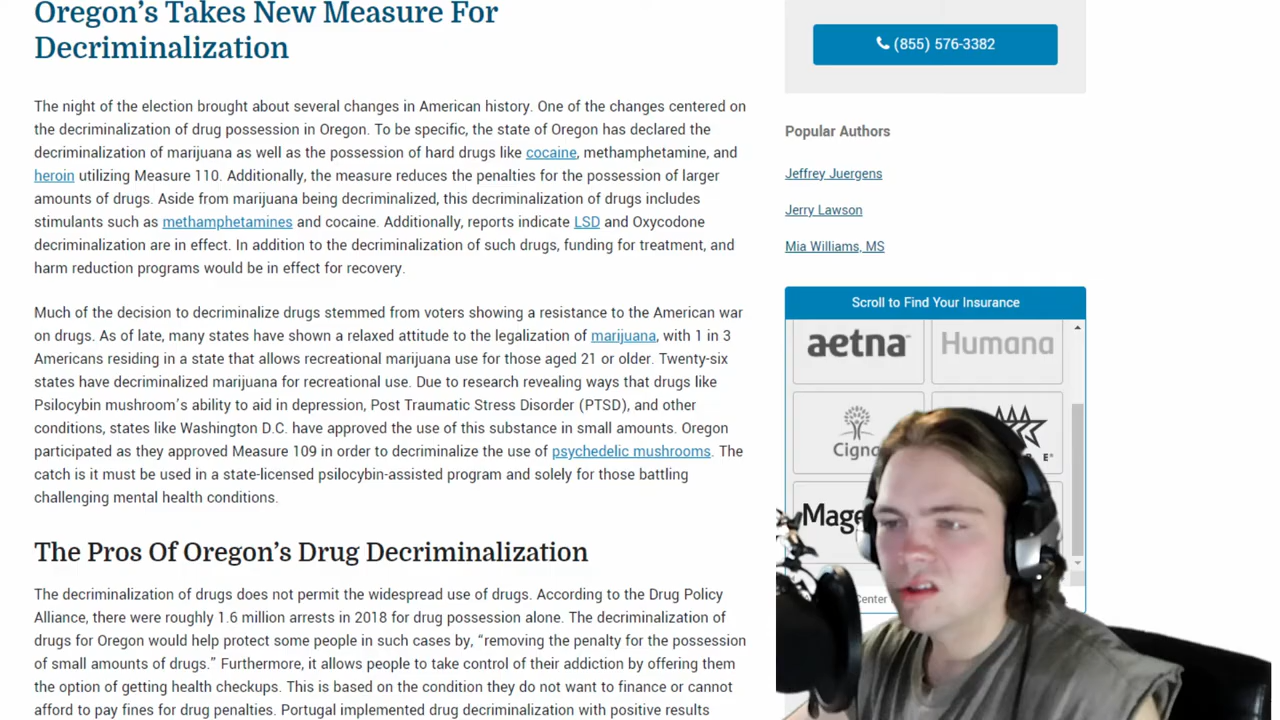 Oregon's Takes New Measure For
Decriminalization
The night of the election brought about several changes in American history. One of the changes centered on
the decriminalization of drug possession in Oregon. To be specific, the state of Oregon has declared the
decriminalization of marijuana as well as the possession of hard drugs like cocaine, methamphetamine, and
heroin utilizing Measure 110. Additionally, the measure reduces the penalties for the possession of larger
amounts of drugs. Aside from marijuana being decriminalized, this decriminalization of drugs includes
stimulants such as methamphetamines and cocaine. Additionally, reports indicate LSD and Oxycodone
decriminalization are in effect. In addition to the decriminalization of such drugs, funding for treatment, and
harm reduction programs would be in effect for recovery.
Much of the decision to decriminalize drugs stemmed from voters showing a resistance to the American war
on drugs. As of late, many states have shown a relaxed attitude to the legalization of marijuana, with 1 in 3
Americans residing in a state that allows recreational marijuana use for those aged 21 or older. Twenty-six
states have decriminalized marijuana for recreational use. Due to research revealing ways that drugs like
Psilocybin mushroom's ability to aid in depression, Post Traumatic Stress Disorder (PTSD), and other
conditions, states like Washington D.C. have approved the use of this substance in small amounts. Oregon
participated as they approved Measure 109 in order to decriminalize the use of psychedelic mushrooms. The
catch is it must be used in a state-licensed psilocybin-assisted program and solely for those battling
challenging mental health conditions.
The Pros Of Oregon's Drug Decriminalization
The decriminalization of drugs does not permit the widespread use of drugs. According to the Drug Policy
Alliance, there were roughly 1.6 million arrests in 2018 for drug possession alone. The decriminalization of
drugs for Oregon would help protect some people in such cases by, “removing the penalty for the possession
of small amounts of drugs.” Furthermore, it allows people to take control of their addiction by offering them
the option of getting health checkups. This is based on the condition they do not want to finance or cannot
afford to pay fines for drug penalties. Portugal implemented drug decriminalization with positive results
(855) 576-3382
Popular Authors
Jeffrey Juergens
Jerry Lawson
Mia Williams, MS
Scroll to Find Your Insurance
aetna
Humana
Cigna
Center